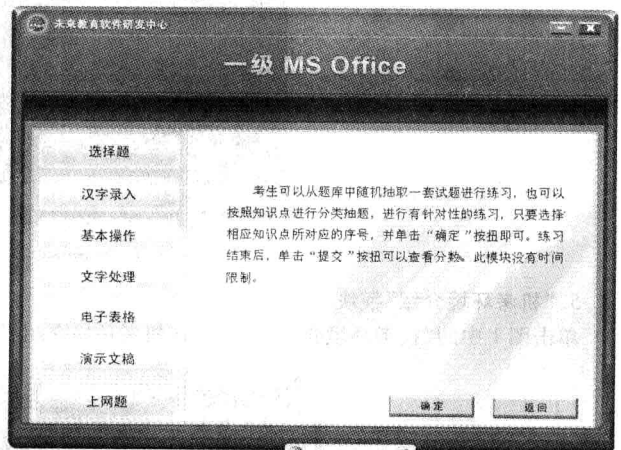 未来教育软件研发中心
一级 MS Office
选择题
汉字录入
基本操作
文字处理
电子表格
演示文稿
上网题
考生可以从题库中随机抽取一套试题进行练习，也可以
按照知识点进行分类抽题，进行有针对性的练习，只要选择
相应知识点所对应的序号，并单击“确定”按扭即可。练习
结束后，单击“提交”按扭可以查看分数。此模块没有时间
限制。
确定
返回